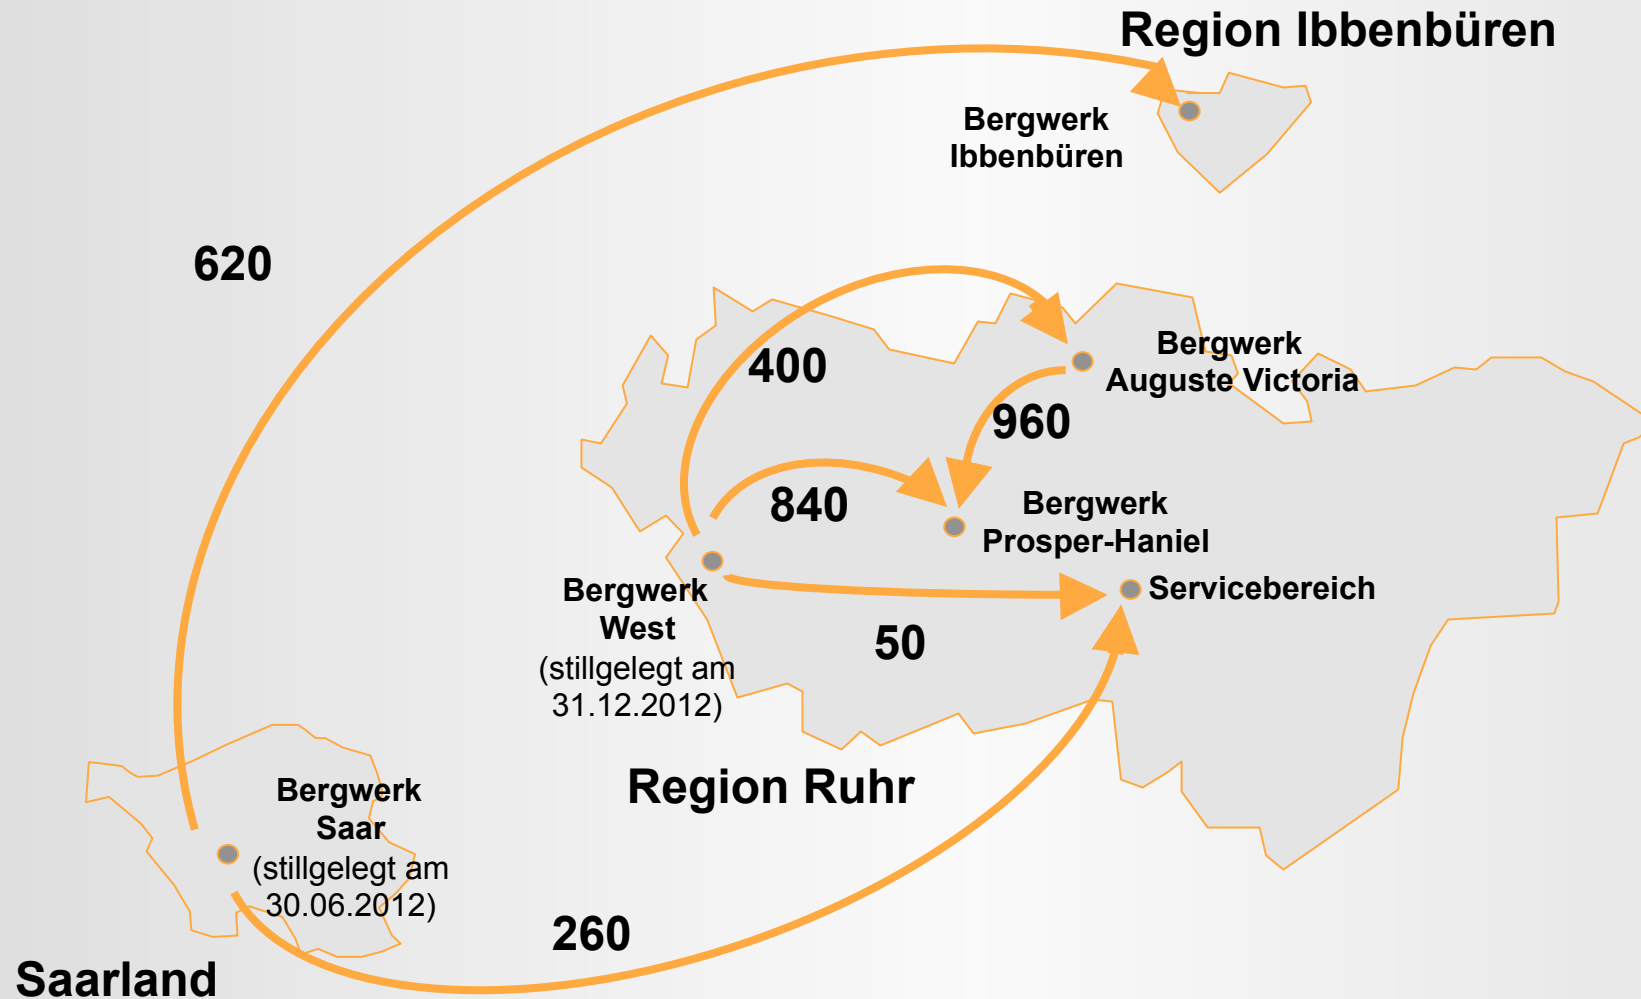 Region Ibbenbüren
Bergwerk
Ibbenbüren
620
400
Bergwerk
Auguste Victoria
960
840
Bergwerk
Prosper-Haniel
Bergwerk
West
(stillgelegt am
31.12.2012)
Servicebereich
50
Region Ruhr
Bergwerk
Saar
(stillgelegt am
30.06.2012)
260
Saarland